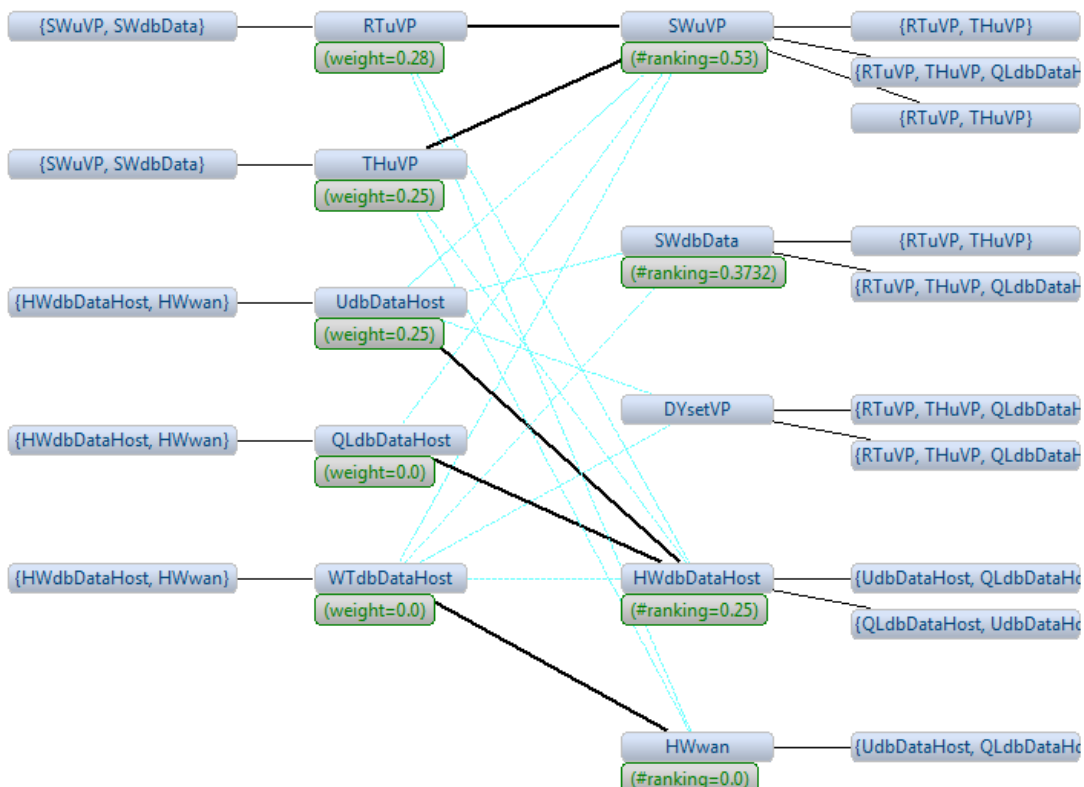 {SWuVP, SWdbData}
RTuVP
(weight=0.28)
SWuVP
(#ranking=0.53)
{RTuVP, THuVP}
{RTuVP, THuVP, QLdbDataH
{RTuVP, THuVP}
{SWuVP, SWdbData}
THuVP
(weight=0.25)
SWdbData
(#ranking=0.3732)
{RTuVP, THuVP}
{RTuVP, THuVP, QLdbDataH
{HWdbDataHost, HWwan}
UdbDataHost
(weight=0.25)
DYsetVP
{RTuVP, THuVP, QLdbDataH
{RTuVP, THuVP, QLdbDataH
{HWdbDataHost, HWwan}
QLdbDataHost
(weight=0.0)
{HWdbDataHost, HWwan}
WTdbDataHost
(weight=0.0)
HWdbDataHost
(#ranking=0.25)
{UdbDataHost, QLdbDataHo
{QLdbDataHost, UdbDataHo
HWwan
(#ranking=0.0)
{UdbDataHost, QLdbDataHo